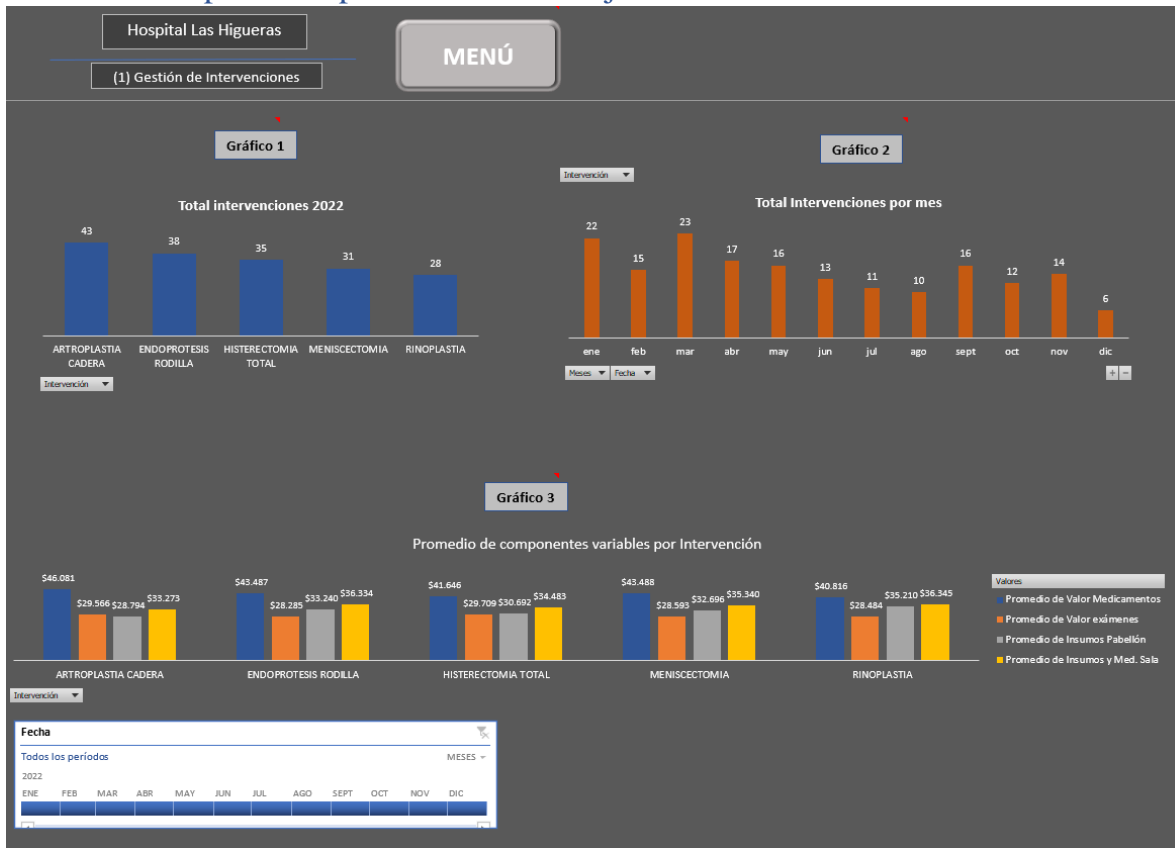 Hospital Las Higueras
MENÚ
(1) Gestión de Intervenciones
Gráfico 1
Total intervenciones 2022
43
38
35
31
28
ARTROPLASTIA CADERA
ENDOPROTESIS RODILLA
HISTERECTOMIA TOTAL
MENISCECTOMIA
RINOPLASTIA
Intervención
Gráfico 2
Intervención
Total Intervenciones por mes
22
15
23
17
16
13
11
10
16
12
14
6
ene feb mar abr may jun jul ago sept oct nov dic
Meses Fecha
+ -
Gráfico 3
Promedio de componentes variables por Intervención
$46.081 $29.566 $28.794 $33.273
$43.487 $28.285 $33.240 $36.334
$41.646 $29.709 $30.692 $34.483
$43.488 $28.593 $32.696 $35.340
$40.816 $28.484 $35.210 $36.345
ARTROPLASTIA CADERA ENDOPROTESIS RODILLA HISTERECTOMIA TOTAL MENISCECTOMIA RINOPLASTIA
Valores
Promedio de Valor Medicamentos
Promedio de Valor exámenes
Promedio de Insumos Pabellón
Promedio de Insumos y Med. Sala
Intervención
Fecha
Todos los períodos MESES
2022
ENE FEB MAR ABR MAY JUN JUL AGO SEPT OCT NOV DIC